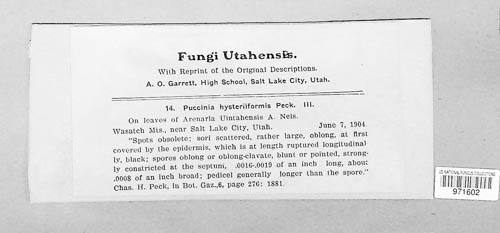 Fungi Utahensis.
With Reprint of the Original Descriptions.
A. O. Garrett, High School, Salt Lake City, Utah.
14. Puccinia hysteriiformis Peck. III.
On leaves of Arenaria Uintahensis A. Nels.
Wasatch Mts., near Salt Lake City, Utah. June 7, 1904
"Spots obsolete; sori scattered, rather large, oblong, at first
covered by the epidermis, which is at length ruptured longitudinal
ly, black; spores oblong or oblong-clavate, blunt or pointed, strong-
ly constricted at the septum, .0016-.0019 of an inch long, about
.0008 of an inch broad; pedicel generally longer than the spore."
Chas. H. Peck, in Bot. Gaz., 6, page 276: 1881.
US NATIONAL FUNGUS COLLECTIONS
971602